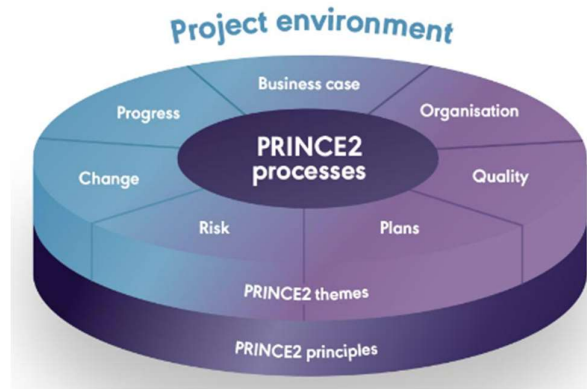 Project environment
Business case
Progress
Organisation
PRINCE2
processes
Change
Quality
Risk
Plans
PRINCE2 themes
PRINCE2 principles